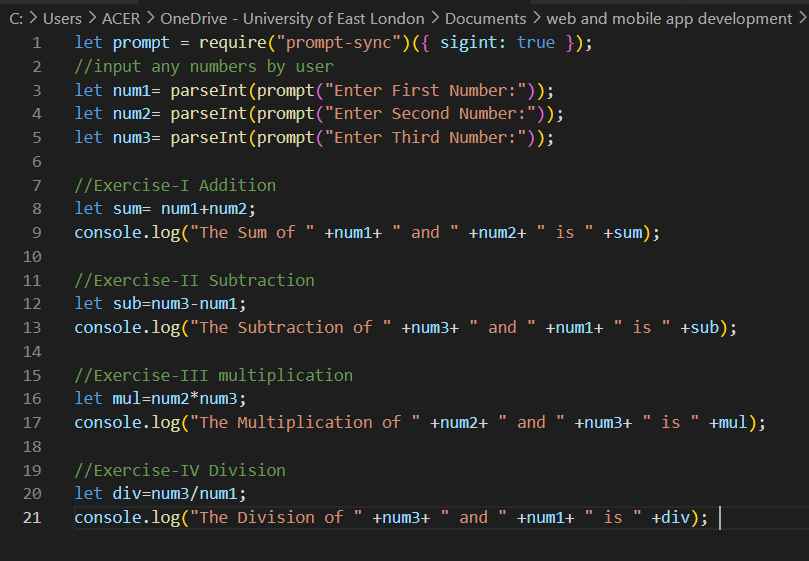 C: > Users > ACER > OneDrive - University of East London > Documents > web and mobile app development >
1 let prompt = require("prompt-sync")({ sigint: true });
2 //input any numbers by user
3 let num1= parseInt(prompt("Enter First Number:"));
4 let num2= parseInt(prompt("Enter Second Number:"));
5 let num3= parseInt(prompt("Enter Third Number:"));
6
7 //Exercise-I Addition
8 let sum= num1+num2;
9 console.log("The Sum of " +num1+ " and " +num2+ " is " +sum);
10
11 //Exercise-II Subtraction
12 let sub=num3-num1;
13 console.log("The Subtraction of " +num3+ " and " +num1+ " is " +sub);
14
15 //Exercise-III multiplication
16 let mul=num2*num3;
17 console.log("The Multiplication of " +num2+ " and " +num3+ " is " +mul);
18
19 //Exercise-IV Division
20 let div=num3/num1;
21 console.log("The Division of " +num3+ " and " +num1+ " is " +div);